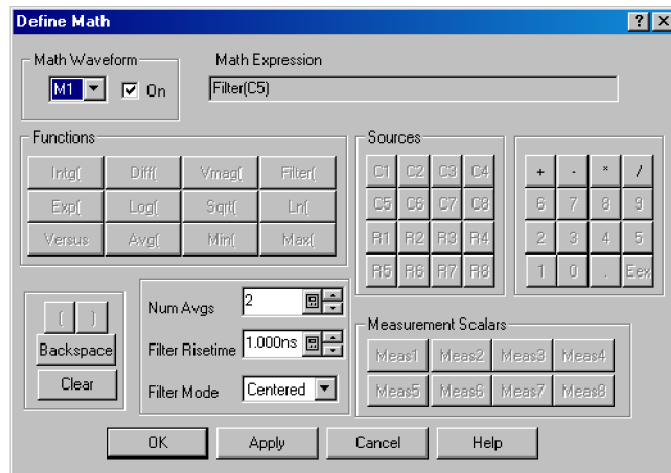 Define Math
Math Waveform
M1 On
Math Expression
Filter(C5)
Functions
Intg( Diff( Vmag( Filter(
Exp( Log( Sqrt( Ln(
Versus Avg( Min( Max(
Sources
C1 C2 C3 C4
C5 C6 C7 C8
R1 R2 R3 R4
R5 R6 R7 R8
+ - * /
6 7 8 9
2 3 4 5
1 0 . Eex
( )
Backspace
Clear
Num Avgs 2
Filter Risetime 1.000ns
Filter Mode Centered
Measurement Scalars
Meas1 Meas2 Meas3 Meas4
Meas5 Meas6 Meas7 Meas8
OK Apply Cancel Help